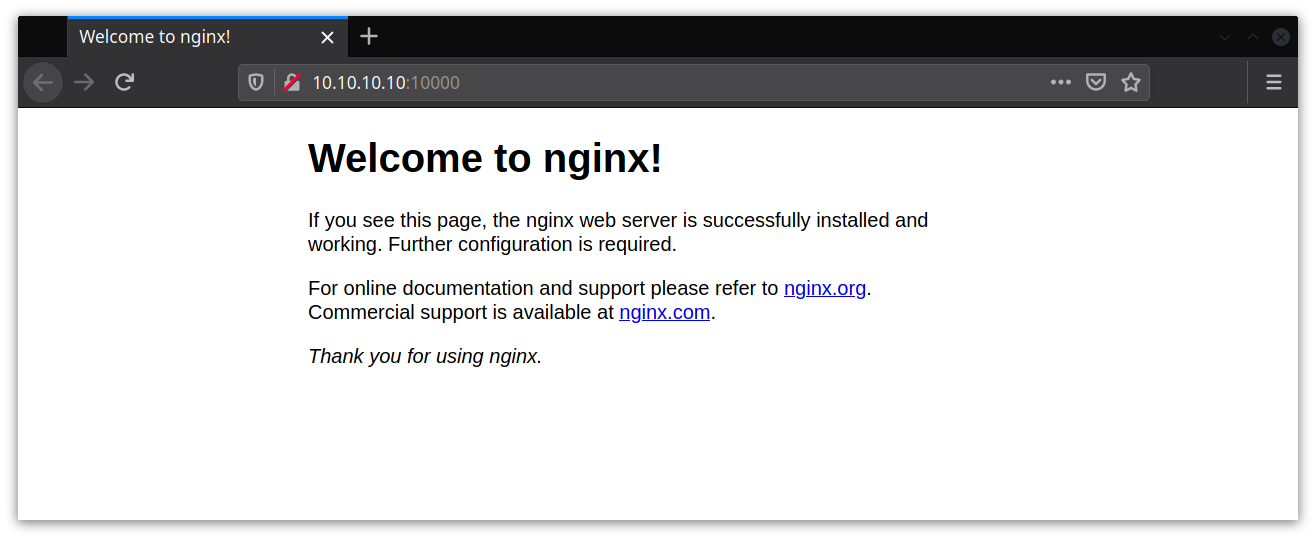 Welcome to nginx!
10.10.10.10:10000
Welcome to nginx!
If you see this page, the nginx web server is successfully installed and
working. Further configuration is required.
For online documentation and support please refer to nginx.org.
Commercial support is available at nginx.com.
Thank you for using nginx.